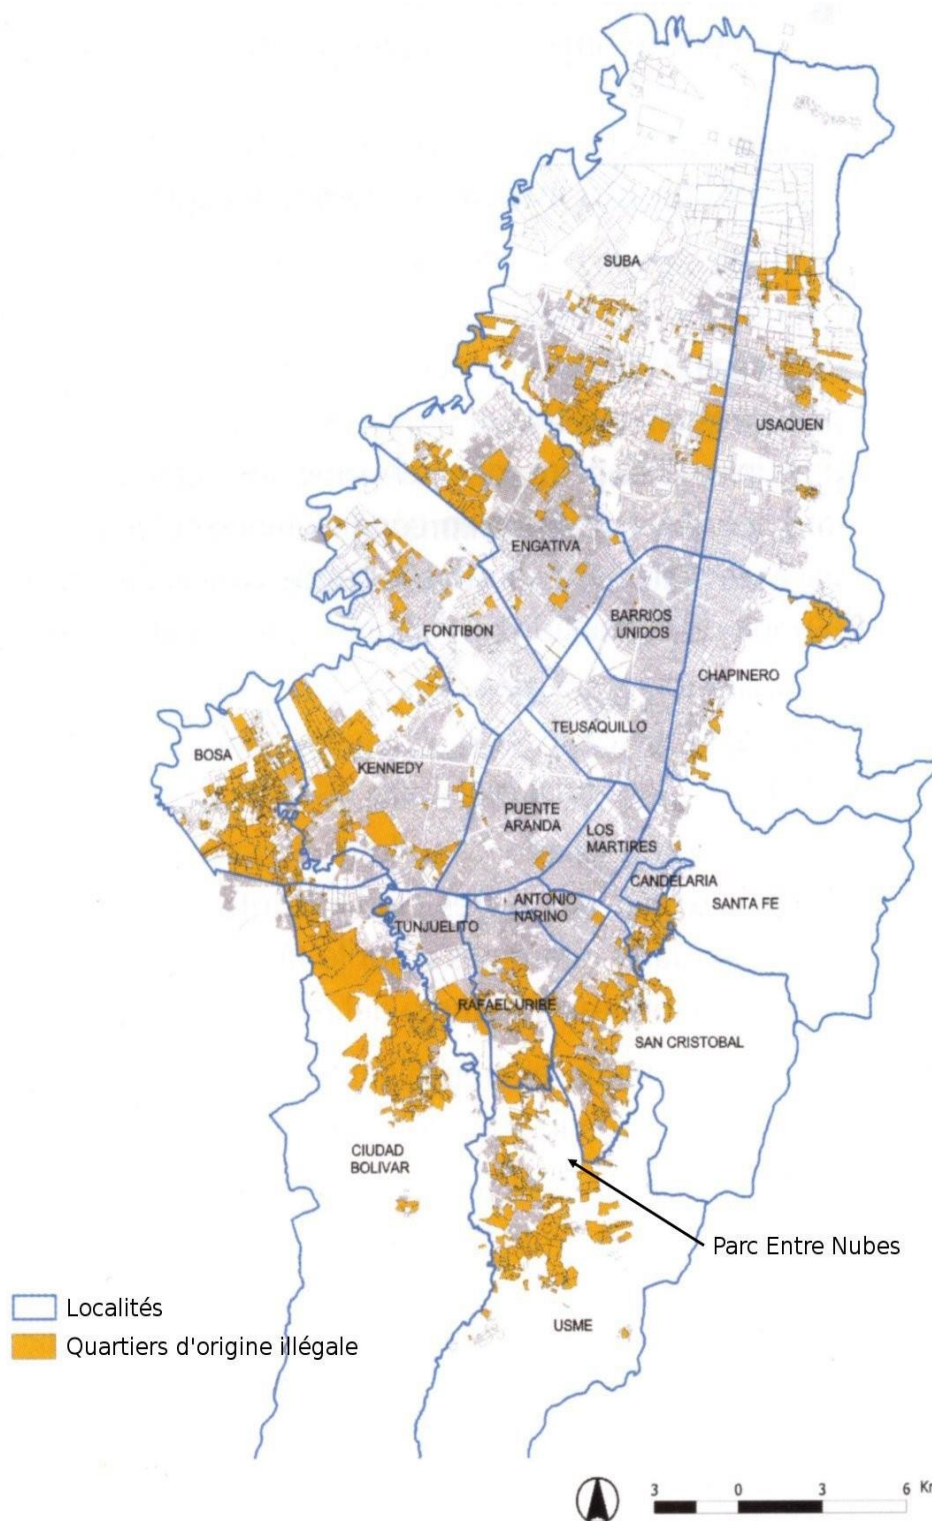 SUBA
USAQUEN
ENGATIVA
BARRIOS
UNIDOS
FONTIBON
CHAPINERO
TEUSAQUILLO
BOSA
KENNEDY
PUENTE
ARANDA
LOS
MARTIRES
CANDELARIA
SANTA FE
ANTONIO
NARINO
TUNJUELITO
RAFAEL URIBE
SAN CRISTOBAL
CIUDAD
BOLIVAR
Parc Entre Nubes
Localités
Quartiers d'origine illégale
USME
3 0 3 6 Km